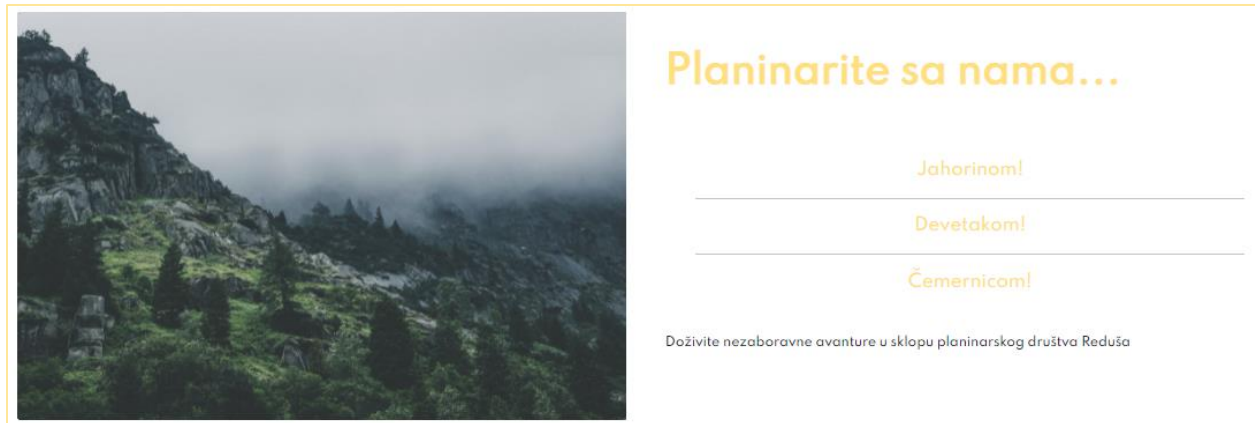 Planinarite sa nama...
Jahorinom!
Devetakom!
Čemernicom!
Doživite nezaboravne avanture u sklopu planinarskog društva Reduša